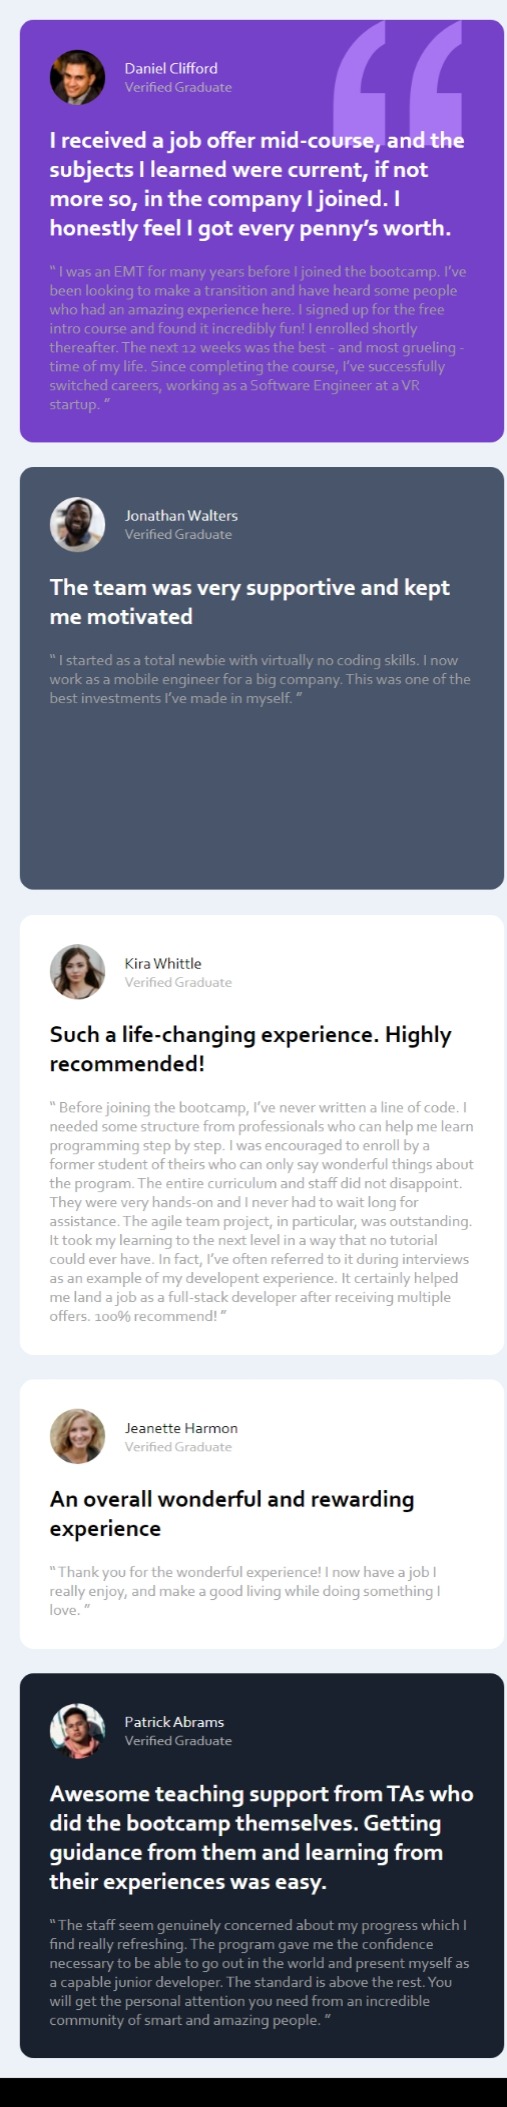 Daniel Clifford
Verified Graduate
I received a job offer mid-course, and the
subjects I learned were current, if not
more so, in the company I joined. I
honestly feel I got every penny’s worth.
“ I was an EMT for many years before I joined the bootcamp. I’ve
been looking to make a transition and have heard some people
who had an amazing experience here. I signed up for the free
intro course and found it incredibly fun! I enrolled shortly
thereafter. The next 12 weeks was the best - and most grueling -
time of my life. Since completing the course, I’ve successfully
switched careers, working as a Software Engineer at a VR
startup. ”
Jonathan Walters
Verified Graduate
The team was very supportive and kept
me motivated
“ I started as a total newbie with virtually no coding skills. I now
work as a mobile engineer for a big company. This was one of the
best investments I’ve made in myself. ”
Kira Whittle
Verified Graduate
Such a life-changing experience. Highly
recommended!
“ Before joining the bootcamp, I’ve never written a line of code. I
needed some structure from professionals who can help me learn
programming step by step. I was encouraged to enroll by a
former student of theirs who can only say wonderful things about
the program. The entire curriculum and staff did not disappoint.
They were very hands-on and I never had to wait long for
assistance. The agile team project, in particular, was outstanding.
It took my learning to the next level in a way that no tutorial
could ever have. In fact, I’ve often referred to it during interviews
as an example of my developent experience. It certainly helped
me land a job as a full-stack developer after receiving multiple
offers. 100% recommend! ”
Jeanette Harmon
Verified Graduate
An overall wonderful and rewarding
experience
“ Thank you for the wonderful experience! I now have a job I
really enjoy, and make a good living while doing something I
love. ”
Patrick Abrams
Verified Graduate
Awesome teaching support from TAs who
did the bootcamp themselves. Getting
guidance from them and learning from
their experiences was easy.
“ The staff seem genuinely concerned about my progress which I
find really refreshing. The program gave me the confidence
necessary to be able to go out in the world and present myself as
a capable junior developer. The standard is above the rest. You
will get the personal attention you need from an incredible
community of smart and amazing people. ”